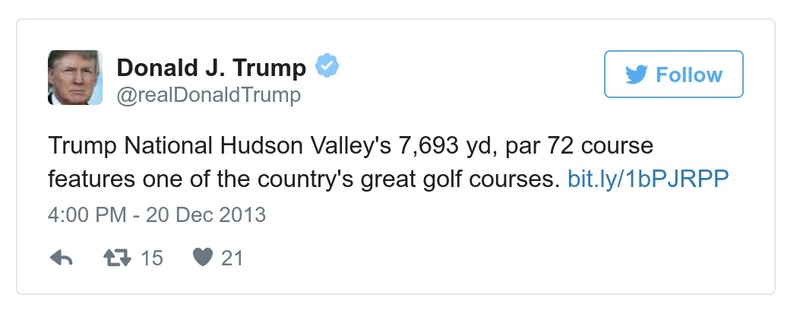 Donald J. Trump
@realDonaldTrump
Follow
Trump National Hudson Valley's 7,693 yd, par 72 course
features one of the country's great golf courses. bit.ly/1bPJRPP
4:00 PM - 20 Dec 2013
15 21